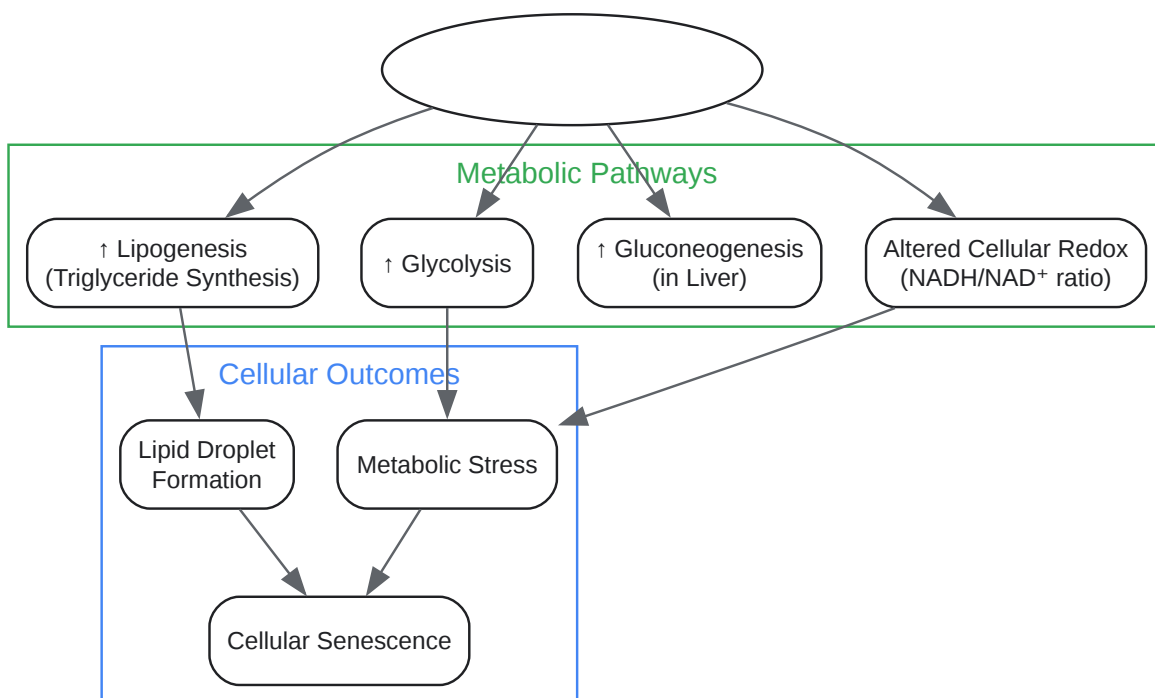 Metabolic Pathways
↑ Lipogenesis
(Triglyceride Synthesis)
↑ Glycolysis
↑ Gluconeogenesis
(in Liver)
Altered Cellular Redox
(NADH/NAD⁺ ratio)
Cellular Outcomes
Lipid Droplet
Formation
Metabolic Stress
Cellular Senescence